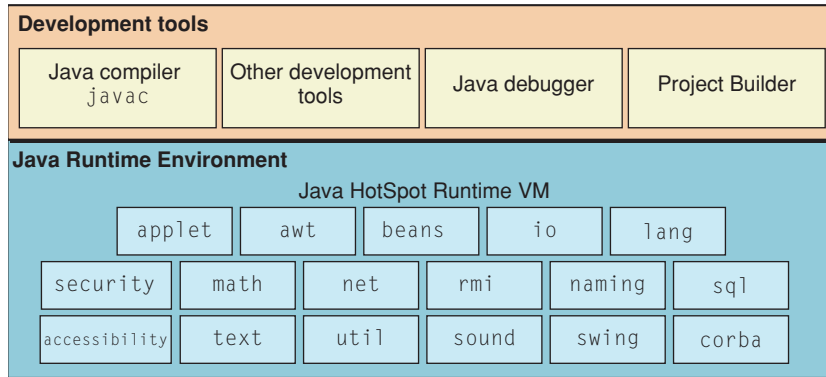 Development tools
Java compiler
javac
Other development
tools
Java debugger
Project Builder
Java Runtime Environment
Java HotSpot Runtime VM
applet awt beans io lang
security math net rmi naming sql
accessibility text util sound swing corba